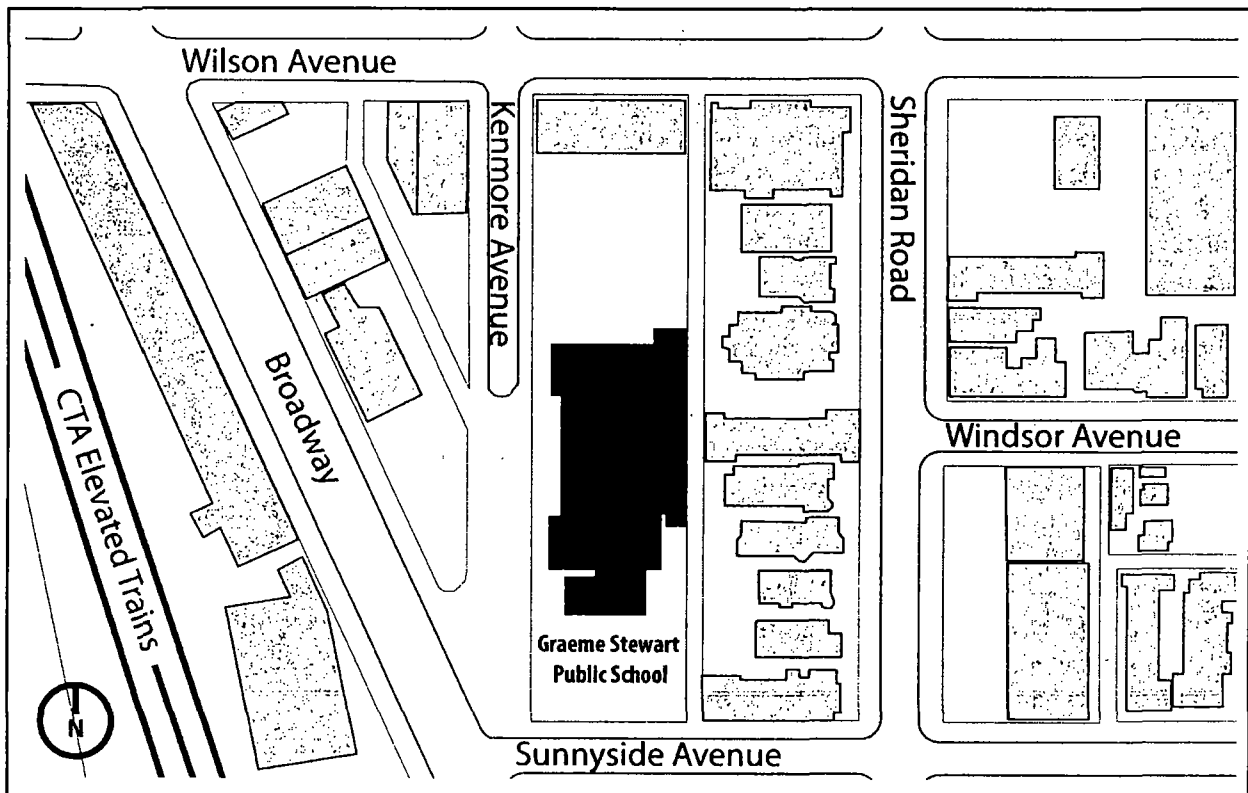 Wilson Avenue
Kenmore Avenue
Sheridan Road
Broadway
CTA Elevated Trains
Windsor Avenue
Graeme Stewart
Public School
N
Sunnyside Avenue